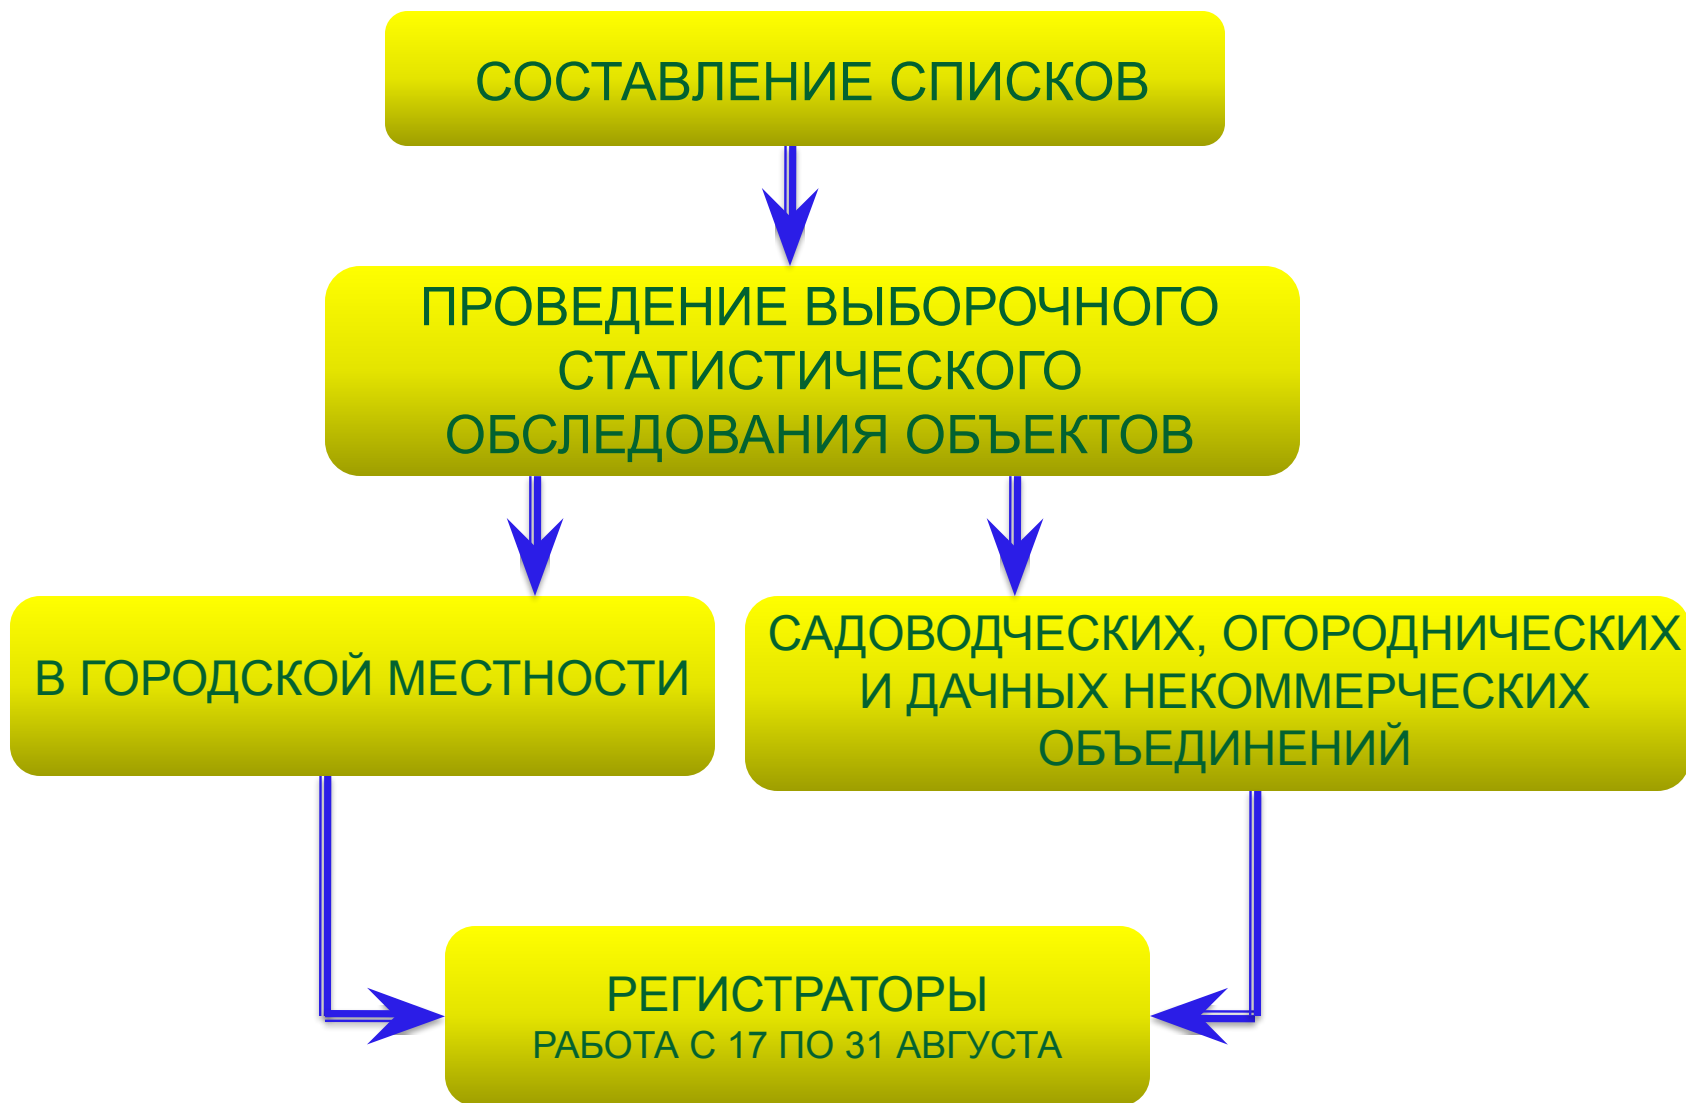 СОСТАВЛЕНИЕ СПИСКОВ
ПРОВЕДЕНИЕ ВЫБОРОЧНОГО
СТАТИСТИЧЕСКОГО
ОБСЛЕДОВАНИЯ ОБЪЕКТОВ
В ГОРОДСКОЙ МЕСТНОСТИ
САДОВОДЧЕСКИХ, ОГОРОДНИЧЕСКИХ
И ДАЧНЫХ НЕКОММЕРЧЕСКИХ
ОБЪЕДИНЕНИЙ
РЕГИСТРАТОРЫ
РАБОТА С 17 ПО 31 АВГУСТА